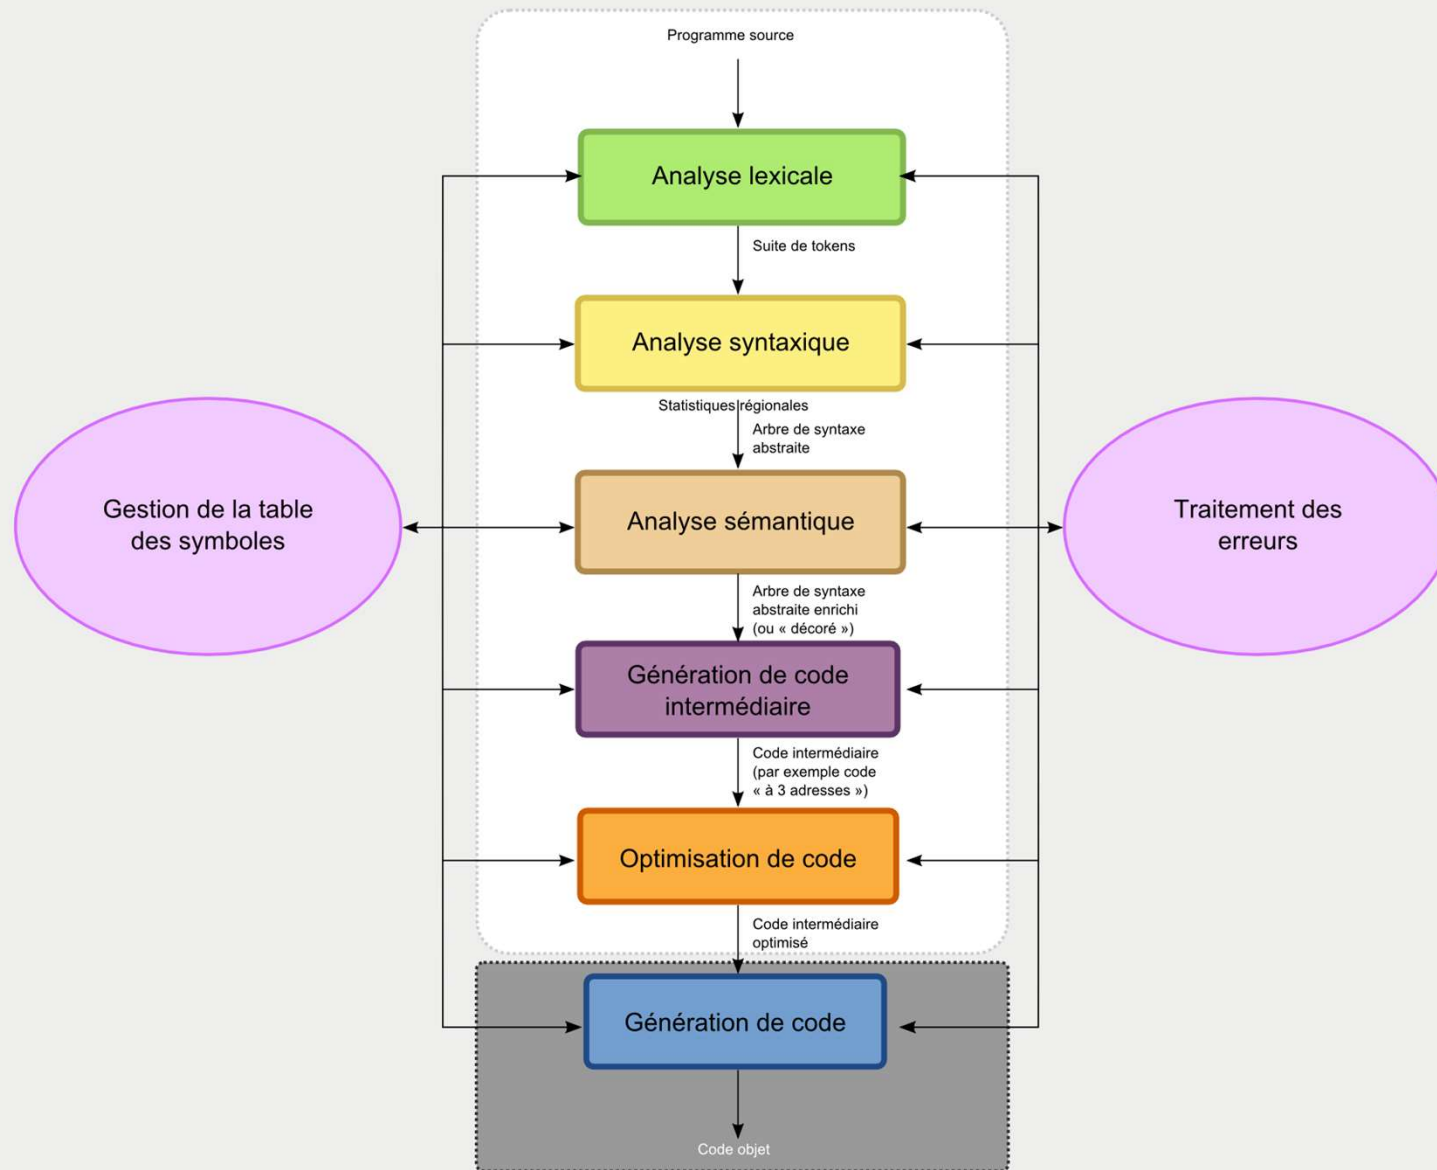 Programme source
Analyse lexicale
Suite de tokens
Analyse syntaxique
Statistiques régionales
Arbre de syntaxe
abstraite
Gestion de la table
des symboles
Analyse sémantique
Traitement des
erreurs
Arbre de syntaxe
abstraite enrichi
(ou « décoré »)
Génération de code
intermédiaire
Code intermédiaire
(par exemple code
« à 3 adresses »)
Optimisation de code
Code intermédiaire
optimisé
Génération de code
Code objet